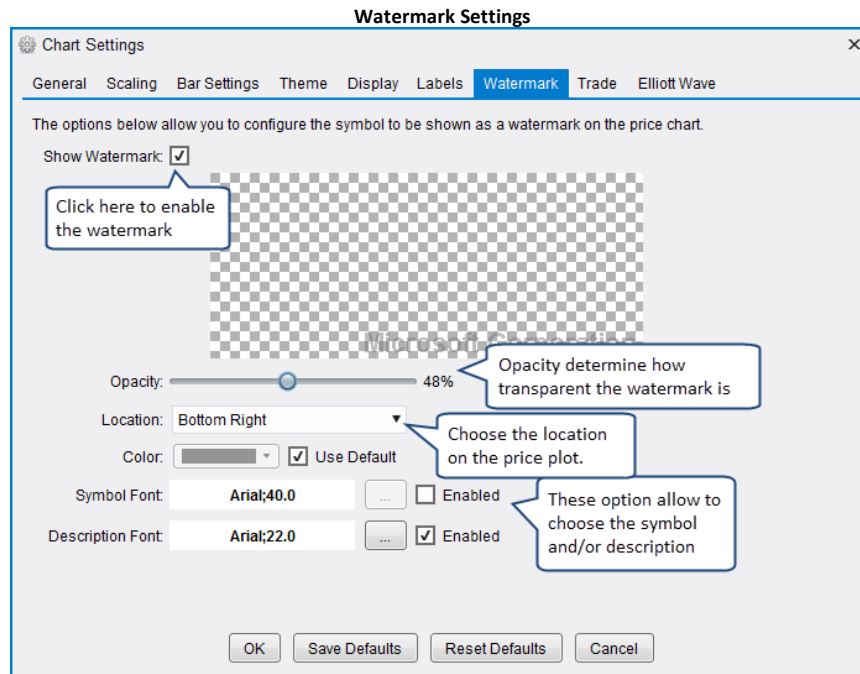 Watermark Settings
Chart Settings
General Scaling Bar Settings Theme Display Labels Watermark Trade Elliott Wave
The options below allow you to configure the symbol to be shown as a watermark on the price chart.
Show Watermark:
Click here to enable
the watermark
Microsoft Corporation
Opacity: 48%
Opacity determine how
transparent the watermark is
Location: Bottom Right
Choose the location
on the price plot.
Color: Use Default
Symbol Font: Arial;40.0 ... Enabled
These option allow to
choose the symbol
and/or description
Description Font: Arial;22.0 ... Enabled
OK Save Defaults Reset Defaults Cancel